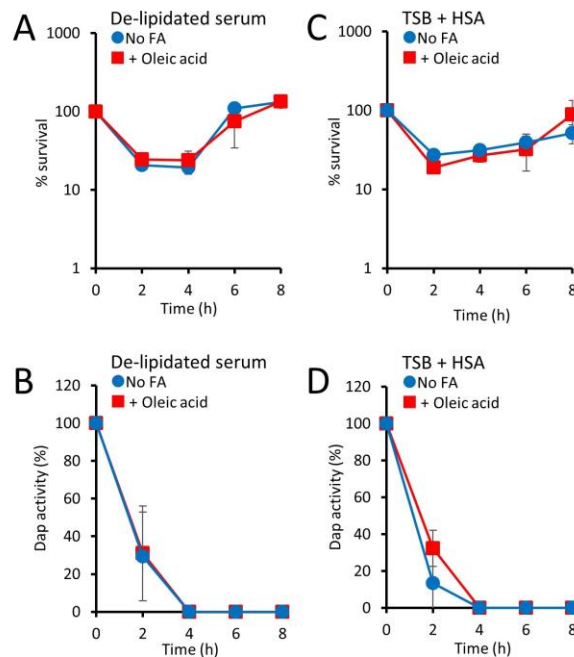 A
De-lipidated serum
No FA
+ Oleic acid
1000
100
10
1
% survival
0 2 4 6 8
Time (h)
C
TSB + HSA
No FA
+ Oleic acid
1000
100
10
1
% survival
0 2 4 6 8
Time (h)
B
De-lipidated serum
No FA
+ Oleic acid
120
100
80
60
40
20
0
Dap activity (%)
0 2 4 6 8
Time (h)
D
TSB + HSA
No FA
+ Oleic acid
120
100
80
60
40
20
0
Dap activity (%)
0 2 4 6 8
Time (h)